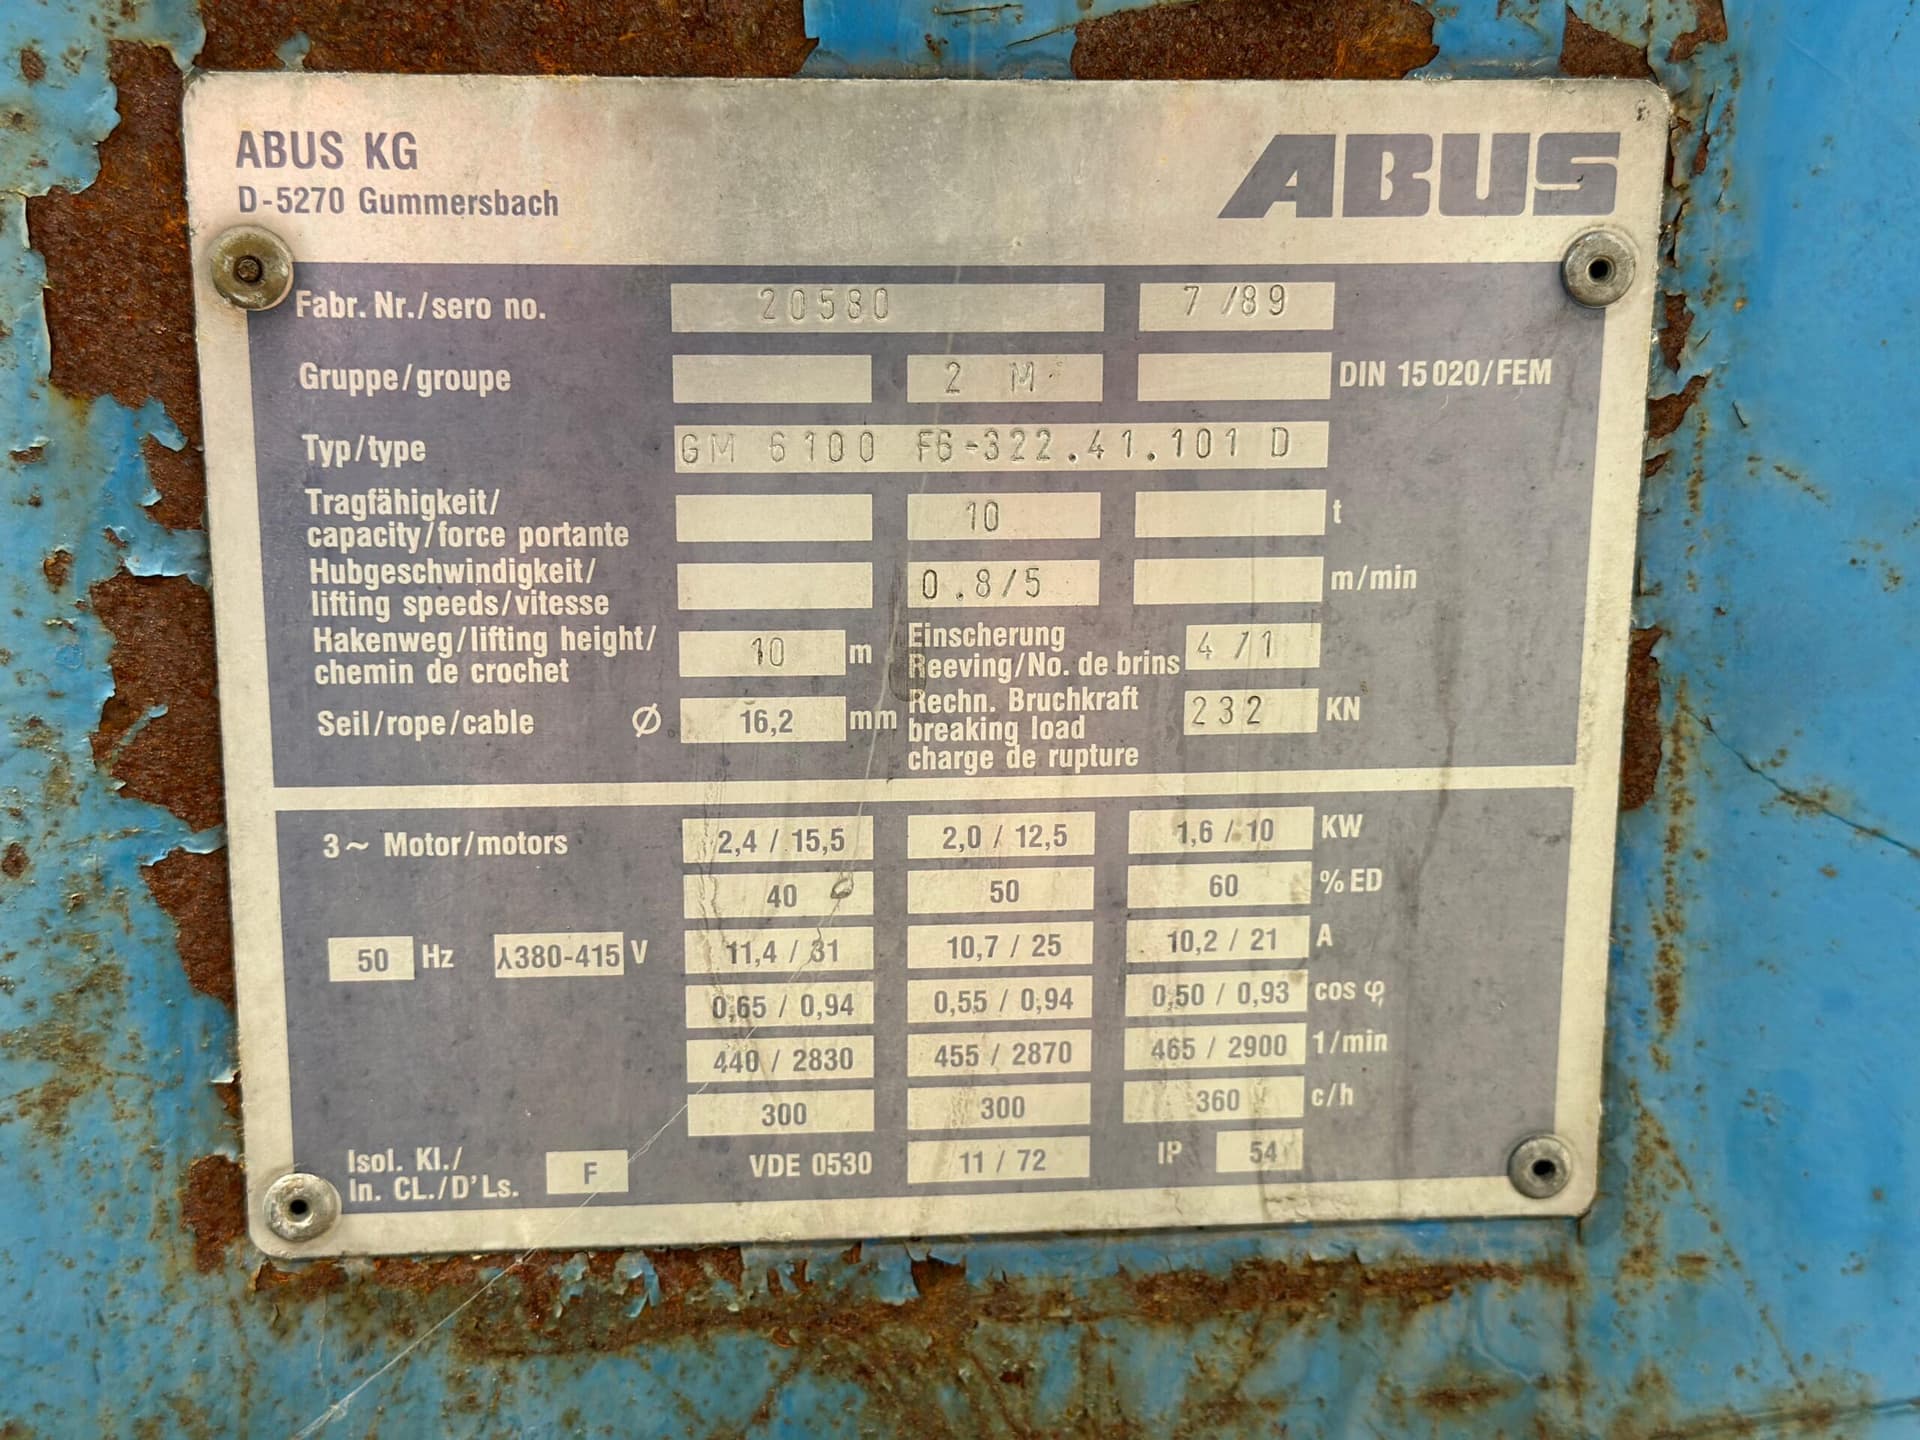 ABUS KG
D-5270 Gummersbach
ABUS
Fabr. Nr./sero no. 20580 7 /89
Gruppe/groupe 2 M DIN 15 020/FEM
Typ/type GM 6100 F6-322.41.101 D
Tragfähigkeit/
capacity/force portante 10 t
Hubgeschwindigkeit/
lifting speeds/vitesse 0.8/5 m/min
Hakenweg/lifting height/
chemin de crochet 10 m
Einscherung
Reeving/No. de brins 4 / 1
Seil/rope/cable Ø 16,2 mm
Rechn. Bruchkraft
breaking load
charge de rupture 232 KN
3~ Motor/motors 2,4 / 15,5 2,0 / 12,5 1,6 / 10 KW
40 50 60 % ED
50 Hz ⅄380-415 V 11,4 / 31 10,7 / 25 10,2 / 21 A
0,65 / 0,94 0,55 / 0,94 0,50 / 0,93 cos φ
440 / 2830 455 / 2870 465 / 2900 1/min
300 300 360 c/h
Isol. Kl./
In. CL./D'Ls. F VDE 0530 11 / 72 IP 54